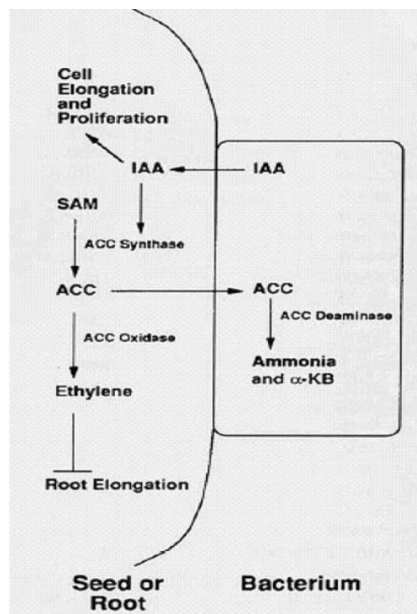 Cell
Elongation
and
Proliferation
IAA
IAA
SAM
ACC Synthase
ACC
ACC
ACC Deaminase
ACC Oxidase
Ammonia
and α-KB
Ethylene
Root Elongation
Seed or
Root
Bacterium